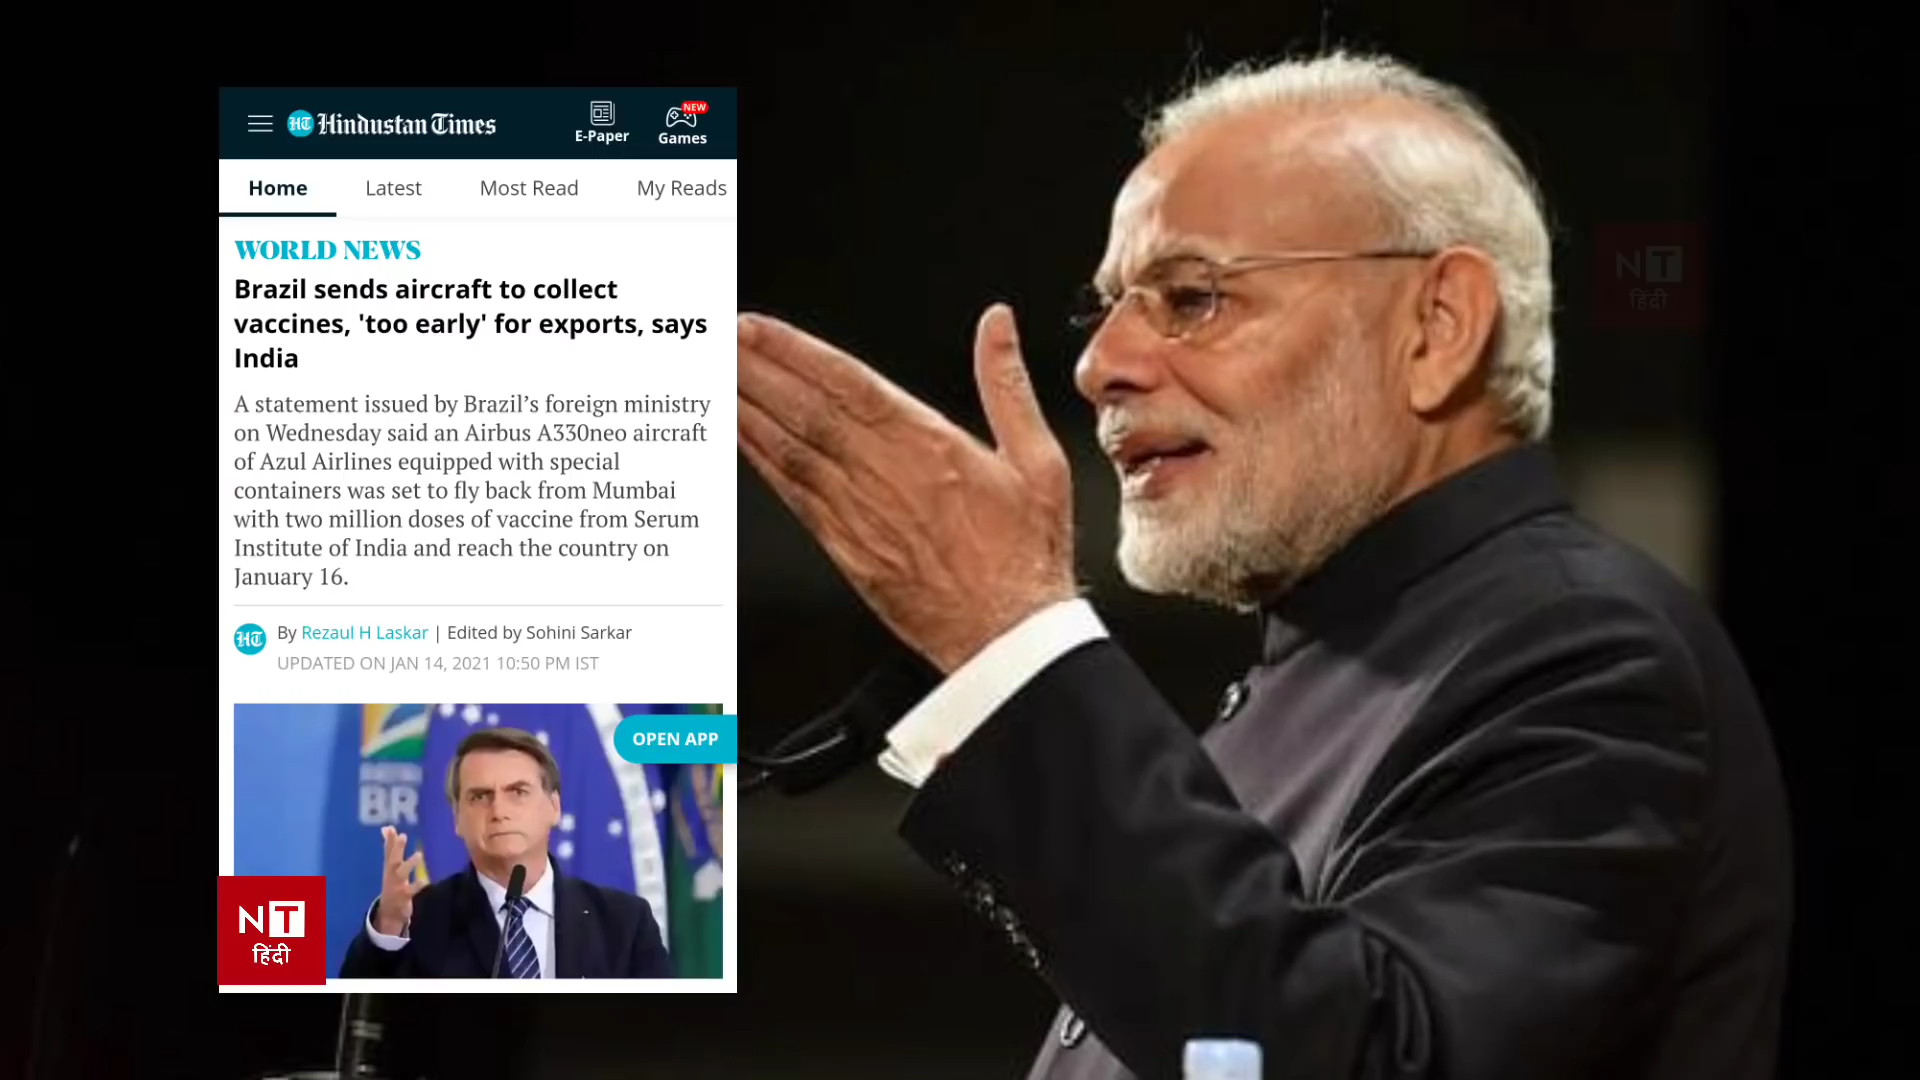 Hindustan Times
E-Paper
NEW
Games
Home Latest Most Read My Reads
WORLD NEWS
Brazil sends aircraft to collect
vaccines, 'too early' for exports, says
India
A statement issued by Brazil’s foreign ministry
on Wednesday said an Airbus A330neo aircraft
of Azul Airlines equipped with special
containers was set to fly back from Mumbai
with two million doses of vaccine from Serum
Institute of India and reach the country on
January 16.
HT
By Rezaul H Laskar | Edited by Sohini Sarkar
UPDATED ON JAN 14, 2021 10:50 PM IST
OPEN APP
BR
NT
हिंदी
NT
हिंदी